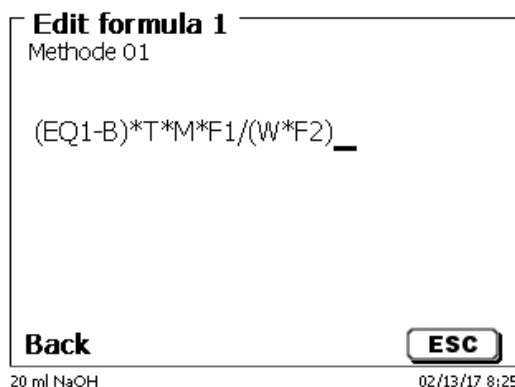 Edit formula 1
Methode 01
(EQ1-B)*T*M*F1/(W*F2)
Back
ESC
20 ml NaOH
02/13/17 8:25